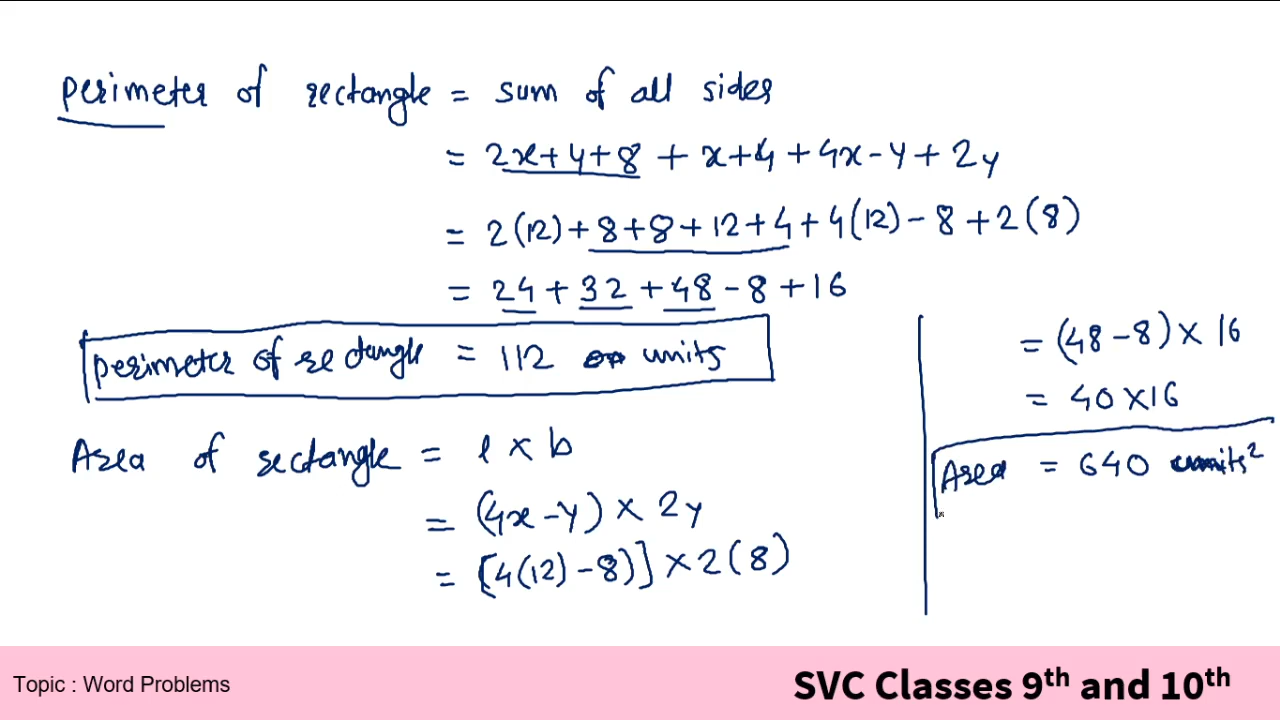 perimeter of rectangle = sum of all sides
= 2x+y+8 + x+4 + 4x-y + 2y
= 2(12)+8+8+12+4+4(12)-8+2(8)
= 24+32+48-8+16
perimeter of rectangle = 112 units
Area of rectangle = l x b
= (4x-y) x 2y
= [4(12)-8)] x 2(8)
= (48-8) x 16
= 40 x 16
Area = 640 units²
Topic : Word Problems
SVC Classes 9th and 10th